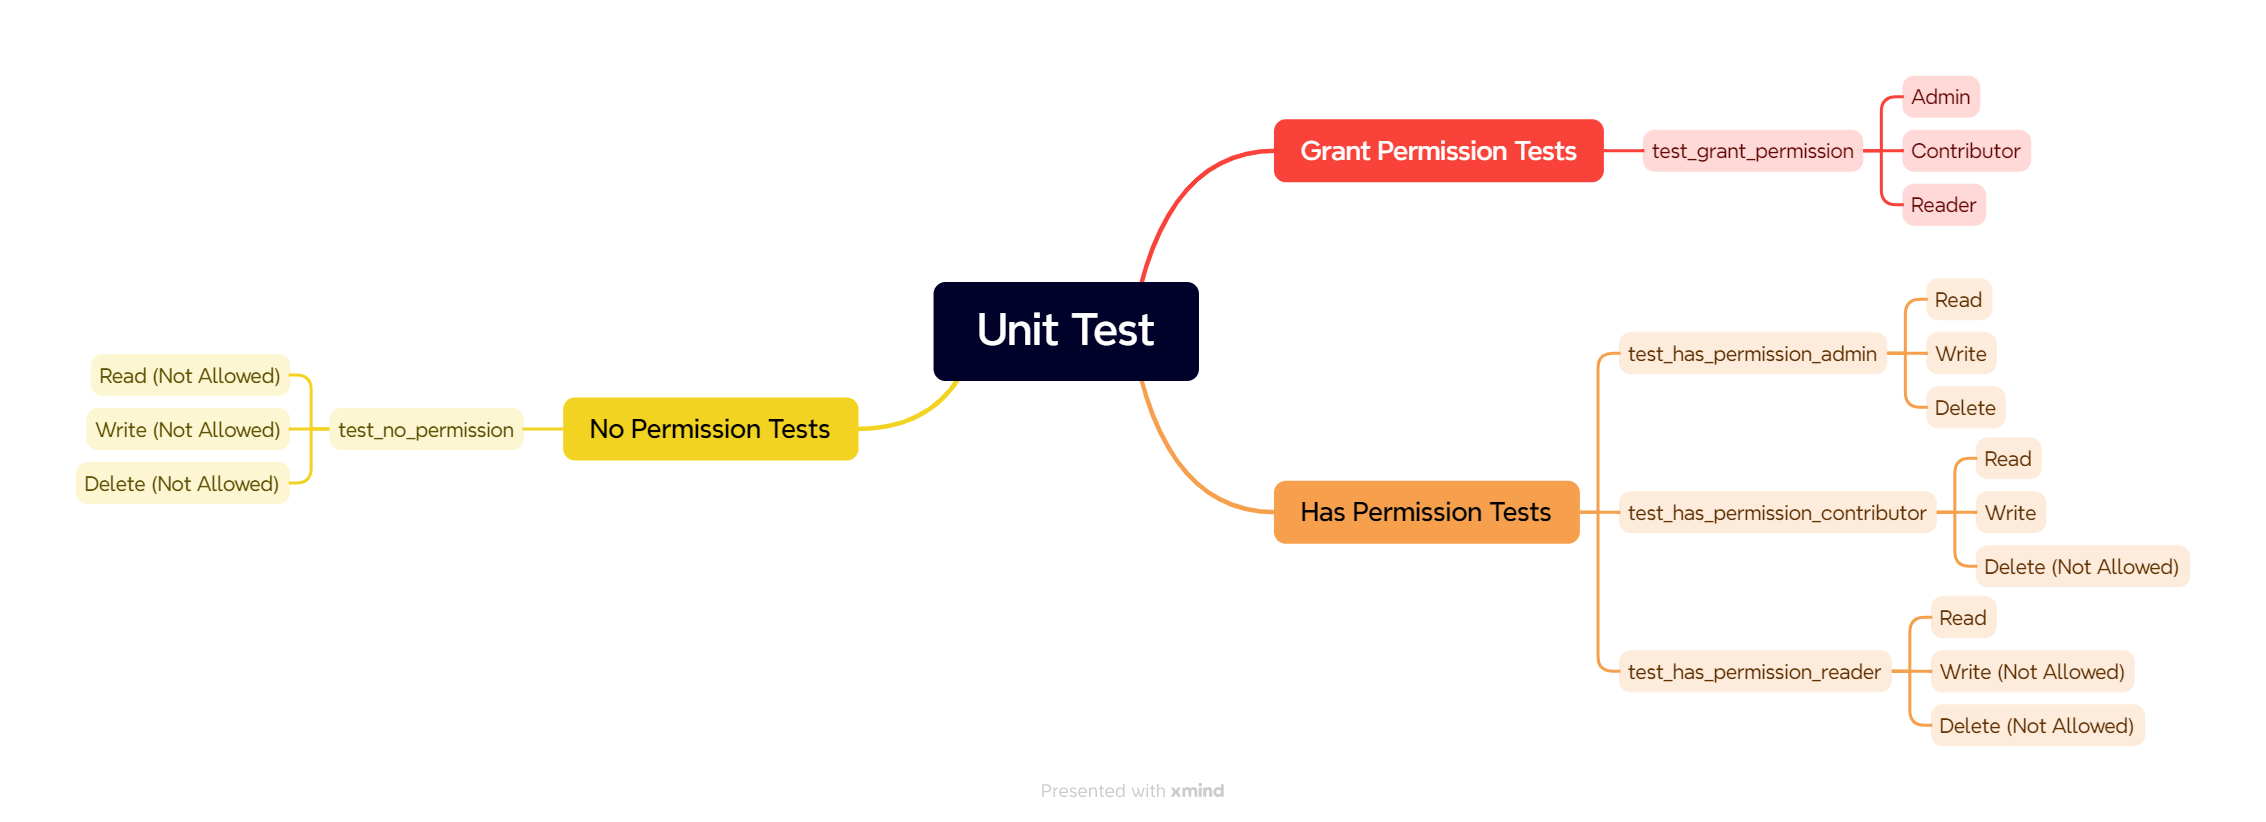 Unit Test
Grant Permission Tests
test_grant_permission
Admin
Contributor
Reader
Has Permission Tests
test_has_permission_admin
Read
Write
Delete
test_has_permission_contributor
Read
Write
Delete (Not Allowed)
test_has_permission_reader
Read
Write (Not Allowed)
Delete (Not Allowed)
No Permission Tests
test_no_permission
Read (Not Allowed)
Write (Not Allowed)
Delete (Not Allowed)
Presented with xmind